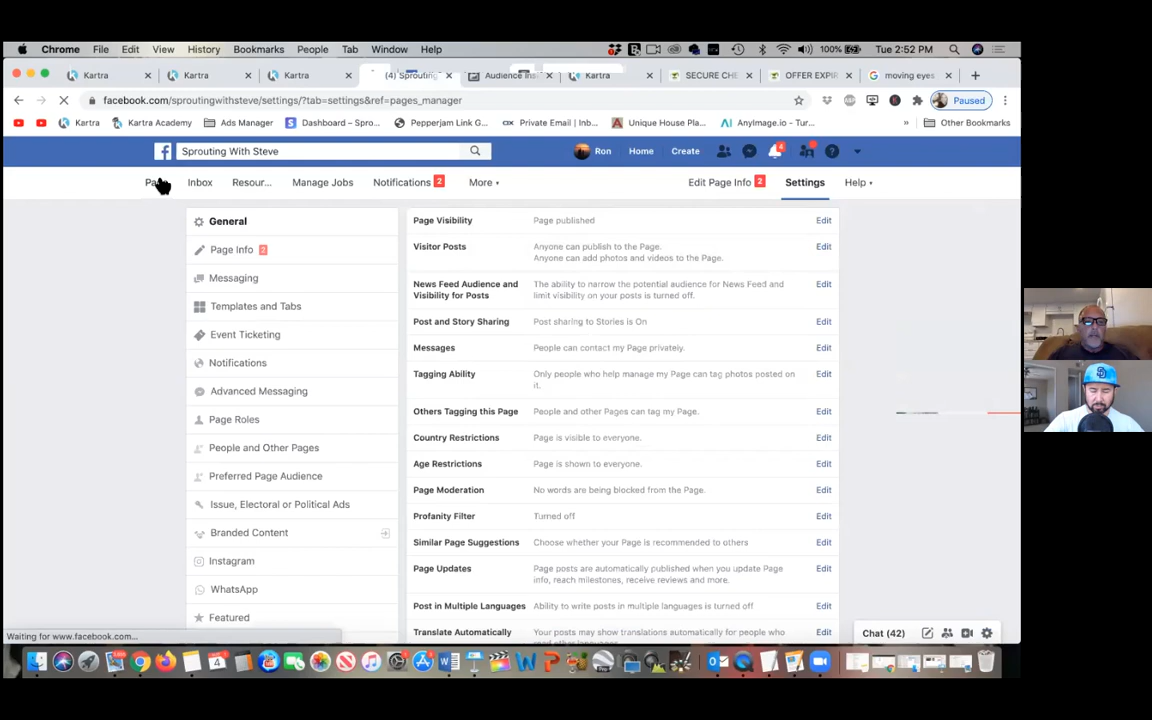 Chrome File Edit View History Bookmarks People Tab Window Help 100% Tue 2:52 PM
Kartra Kartra Kartra (4) Sprouting Audience Ins Kartra SECURE CHE OFFER EXPIR moving eyes
facebook.com/sproutingwithsteve/settings/?tab=settings&ref=pages_manager Paused
Kartra Kartra Academy Ads Manager Dashboard – Spro... Pepperjam Link G... Private Email | Inb... Unique House Pla... AnyImage.io - Tur... » Other Bookmarks
Sprouting With Steve Ron Home Create 4
Inbox Resour... Manage Jobs Notifications 2 More Edit Page Info 2 Settings Help
General
Page Info 2
Messaging
Templates and Tabs
Event Ticketing
Notifications
Advanced Messaging
Page Roles
People and Other Pages
Preferred Page Audience
Issue, Electoral or Political Ads
Branded Content
Instagram
WhatsApp
Featured
Page Visibility Page published Edit
Visitor Posts Anyone can publish to the Page. Edit
Anyone can add photos and videos to the Page.
News Feed Audience and The ability to narrow the potential audience for News Feed and Edit
Visibility for Posts limit visibility on your posts is turned off.
Post and Story Sharing Post sharing to Stories is On Edit
Messages People can contact my Page privately. Edit
Tagging Ability Only people who help manage my Page can tag photos posted on Edit
it.
Others Tagging this Page People and other Pages can tag my Page. Edit
Country Restrictions Page is visible to everyone. Edit
Age Restrictions Page is shown to everyone. Edit
Page Moderation No words are being blocked from the Page. Edit
Profanity Filter Turned off Edit
Similar Page Suggestions Choose whether your Page is recommended to others Edit
Page Updates Page posts are automatically published when you update Page Edit
info, reach milestones, receive reviews and more.
Post in Multiple Languages Ability to write posts in multiple languages is turned off Edit
Translate Automatically Your posts may show translations automatically for people who Edit
Chat (42)
Waiting for www.facebook.com...